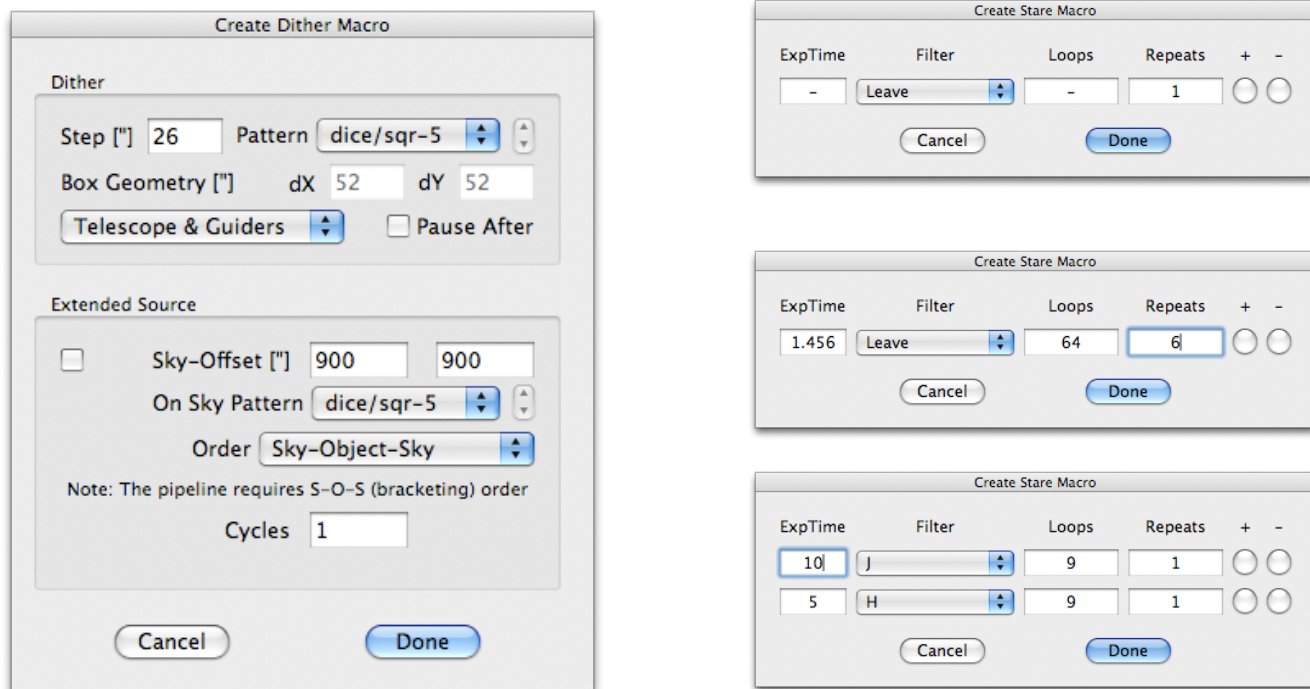 Create Dither Macro
Dither
Step ["] 26 Pattern dice/sqr-5
Box Geometry ["] dX 52 dY 52
Telescope & Guiders Pause After
Extended Source
Sky-Offset ["] 900 900
On Sky Pattern dice/sqr-5
Order Sky-Object-Sky
Note: The pipeline requires S-O-S (bracketing) order
Cycles 1
Cancel Done
Create Stare Macro
ExpTime Filter Loops Repeats + -
- Leave - 1
Cancel Done
Create Stare Macro
ExpTime Filter Loops Repeats + -
1.456 Leave 64 6
Cancel Done
Create Stare Macro
ExpTime Filter Loops Repeats + -
10 J 9 1
5 H 9 1
Cancel Done